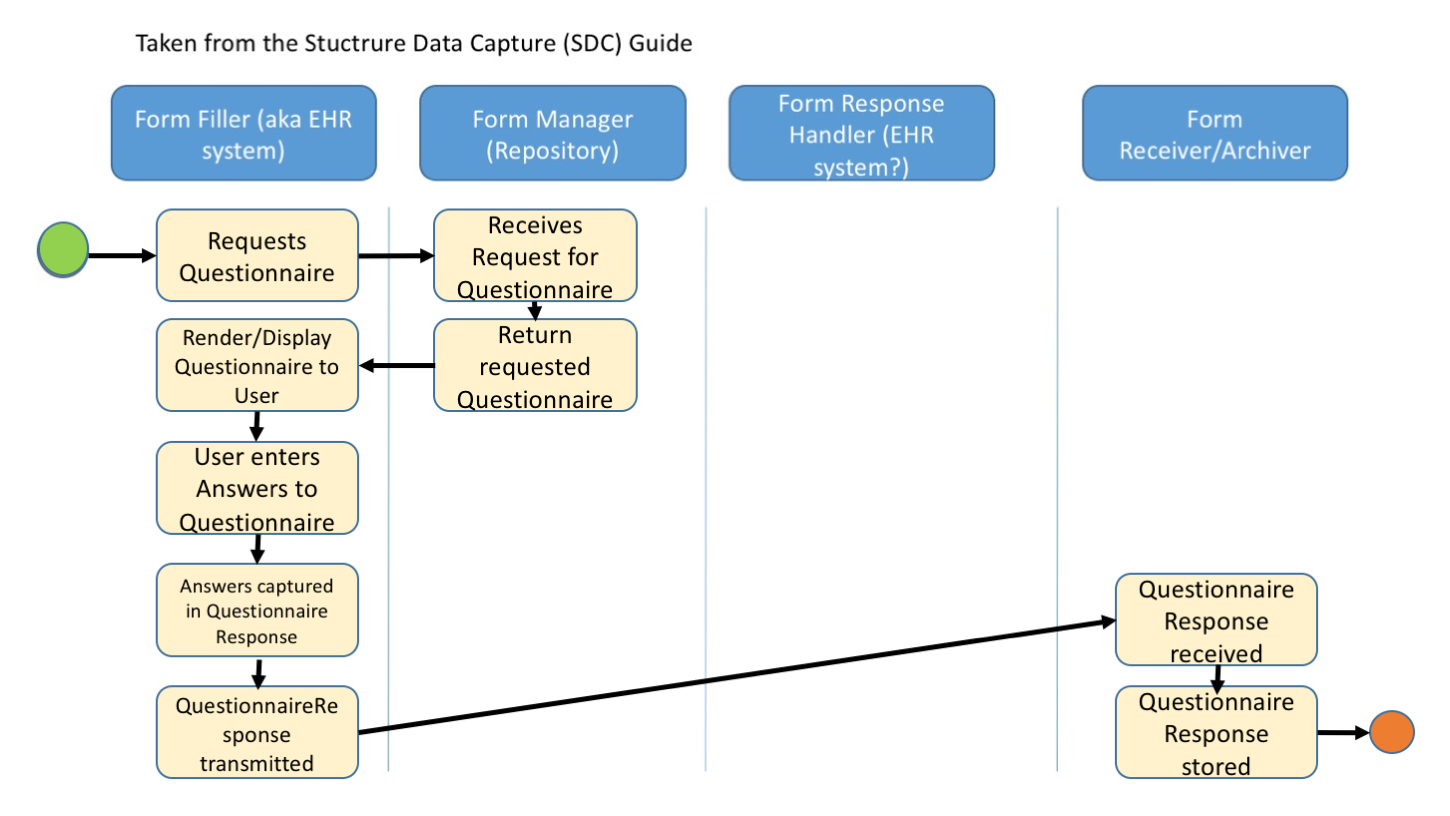 Taken from the Stuctrure Data Capture (SDC) Guide
Form Filler (aka EHR
system)
Form Manager
(Repository)
Form Response
Handler (EHR
system?)
Form
Receiver/Archiver
Requests
Questionnaire
Receives
Request for
Questionnaire
Render/Display
Questionnaire to
User
Return
requested
Questionnaire
User enters
Answers to
Questionnaire
Answers captured
in Questionnaire
Response
QuestionnaireRe
sponse
transmitted
Questionnaire
Response
received
Questionnaire
Response
stored